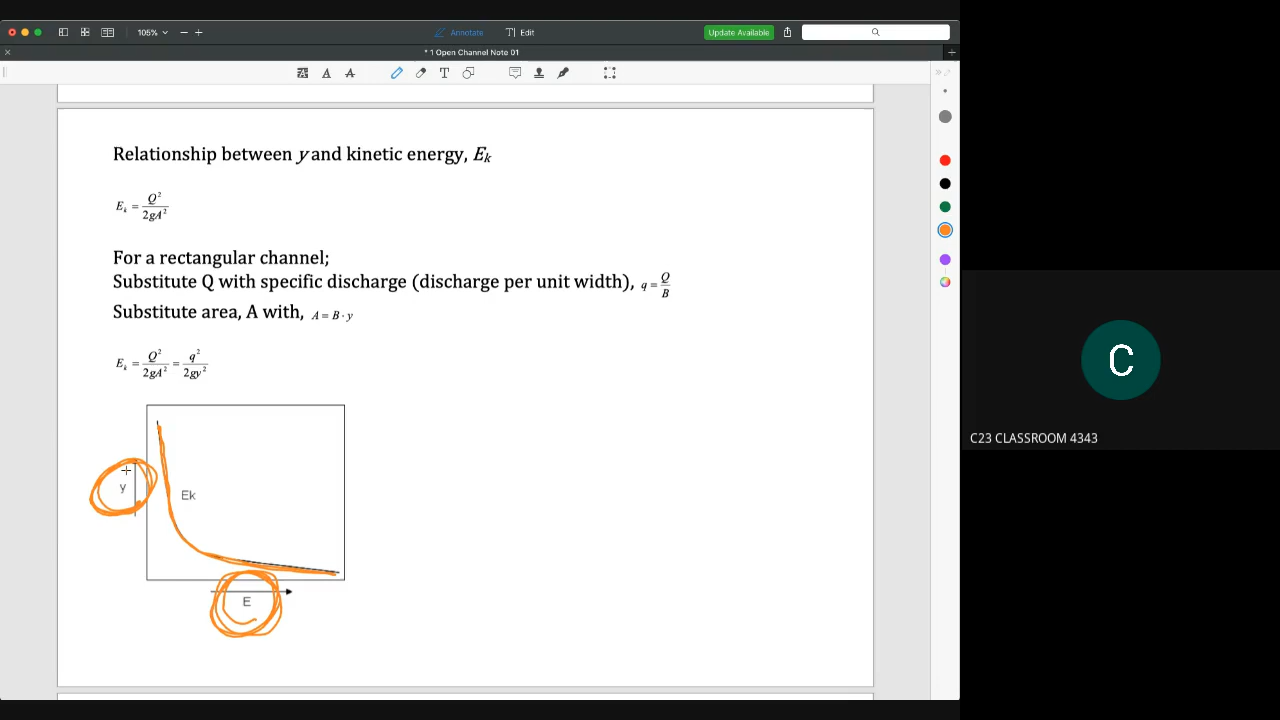 105%
Annotate
Edit
Update Available
* 1 Open Channel Note 01
Relationship between y and kinetic energy, Ek
Ek = Q²/2gA²
For a rectangular channel;
Substitute Q with specific discharge (discharge per unit width), q = Q/B
Substitute area, A with, A = B · y
Ek = Q²/2gA² = q²/2gy²
y
Ek
E
C
C23 CLASSROOM 4343